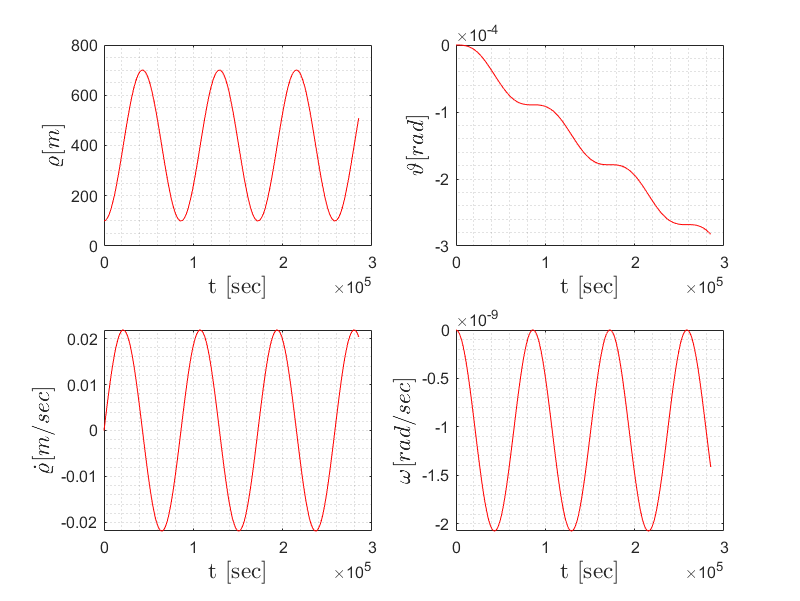 800
600
400
200
0
ϱ[m]
0 1 2 3
t [sec] ×10^5
×10^-4
0
-1
-2
-3
ϑ[rad]
0 1 2 3
t [sec] ×10^5
0.02
0.01
0
-0.01
-0.02
ϱ̇[m/sec]
0 1 2 3
t [sec] ×10^5
×10^-9
0
-0.5
-1
-1.5
-2
ω[rad/sec]
0 1 2 3
t [sec] ×10^5